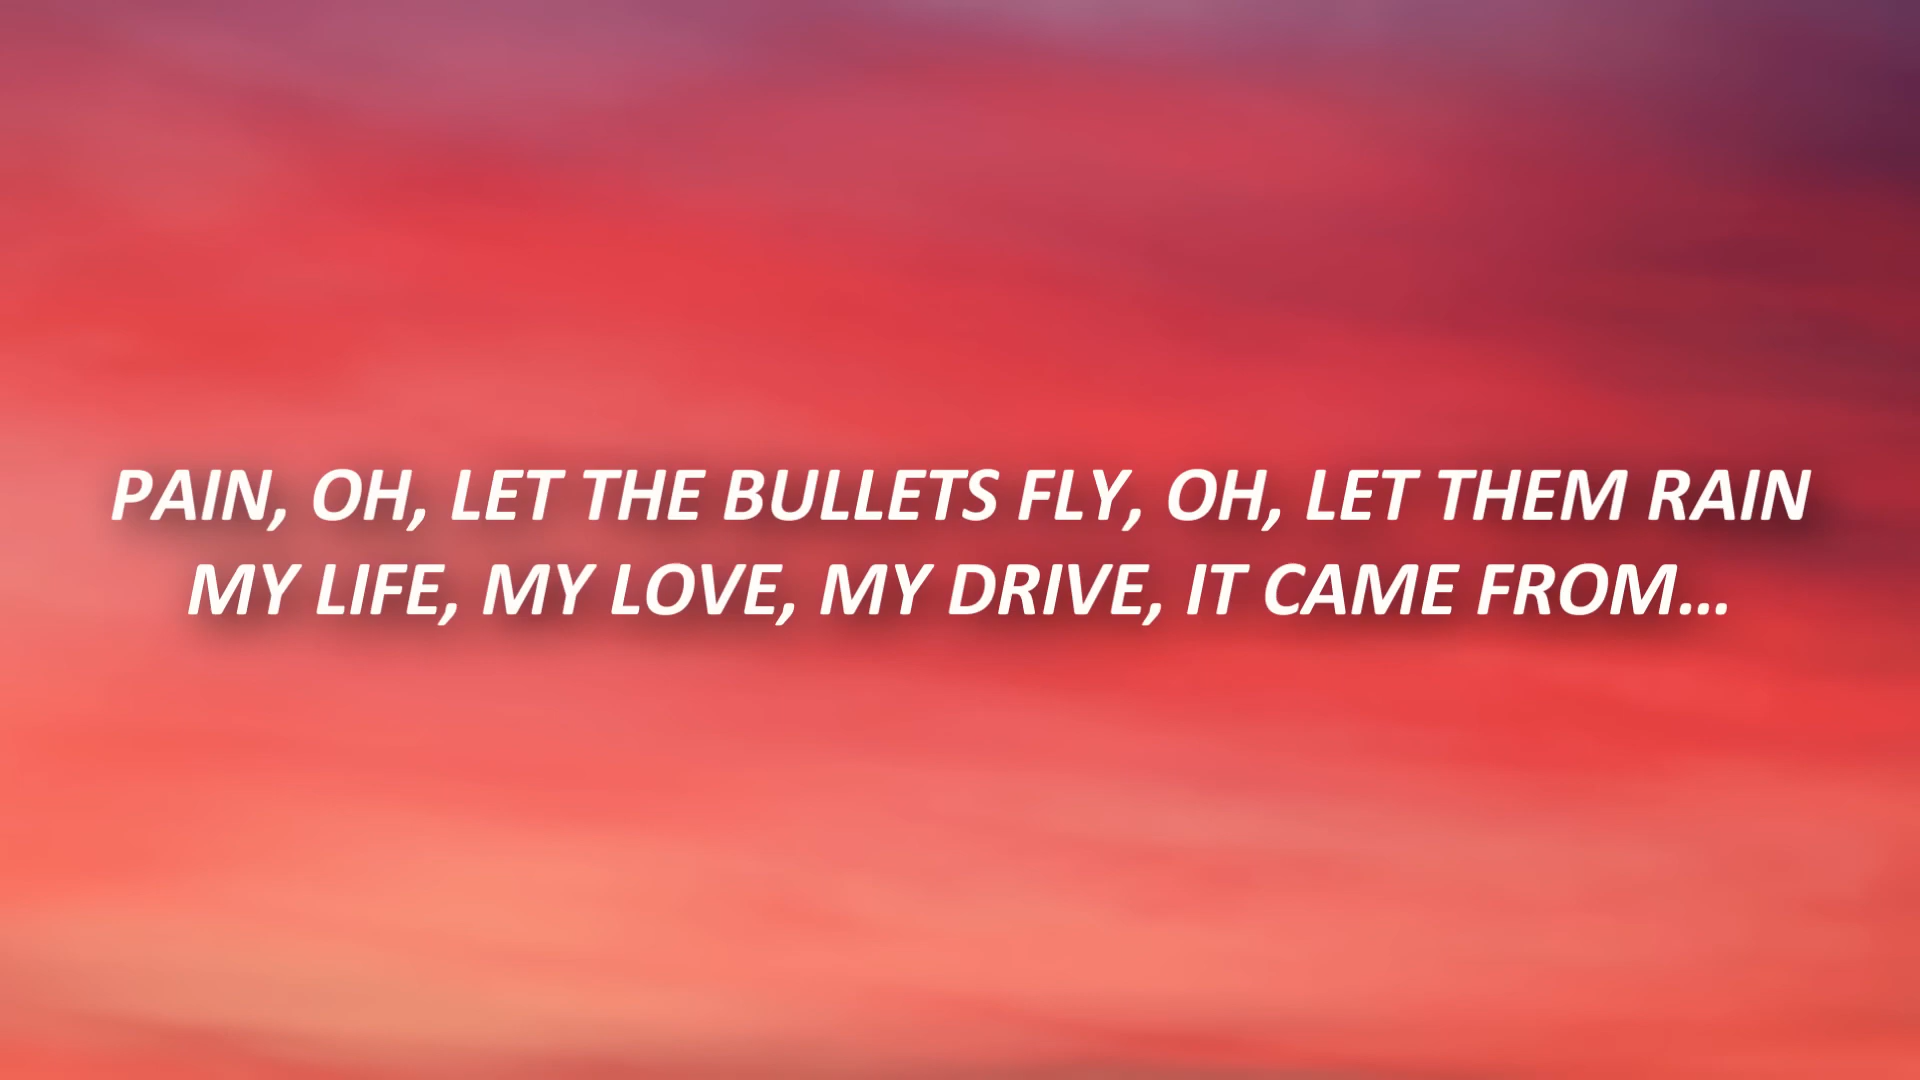 PAIN, OH, LET THE BULLETS FLY, OH, LET THEM RAIN
MY LIFE, MY LOVE, MY DRIVE, IT CAME FROM...